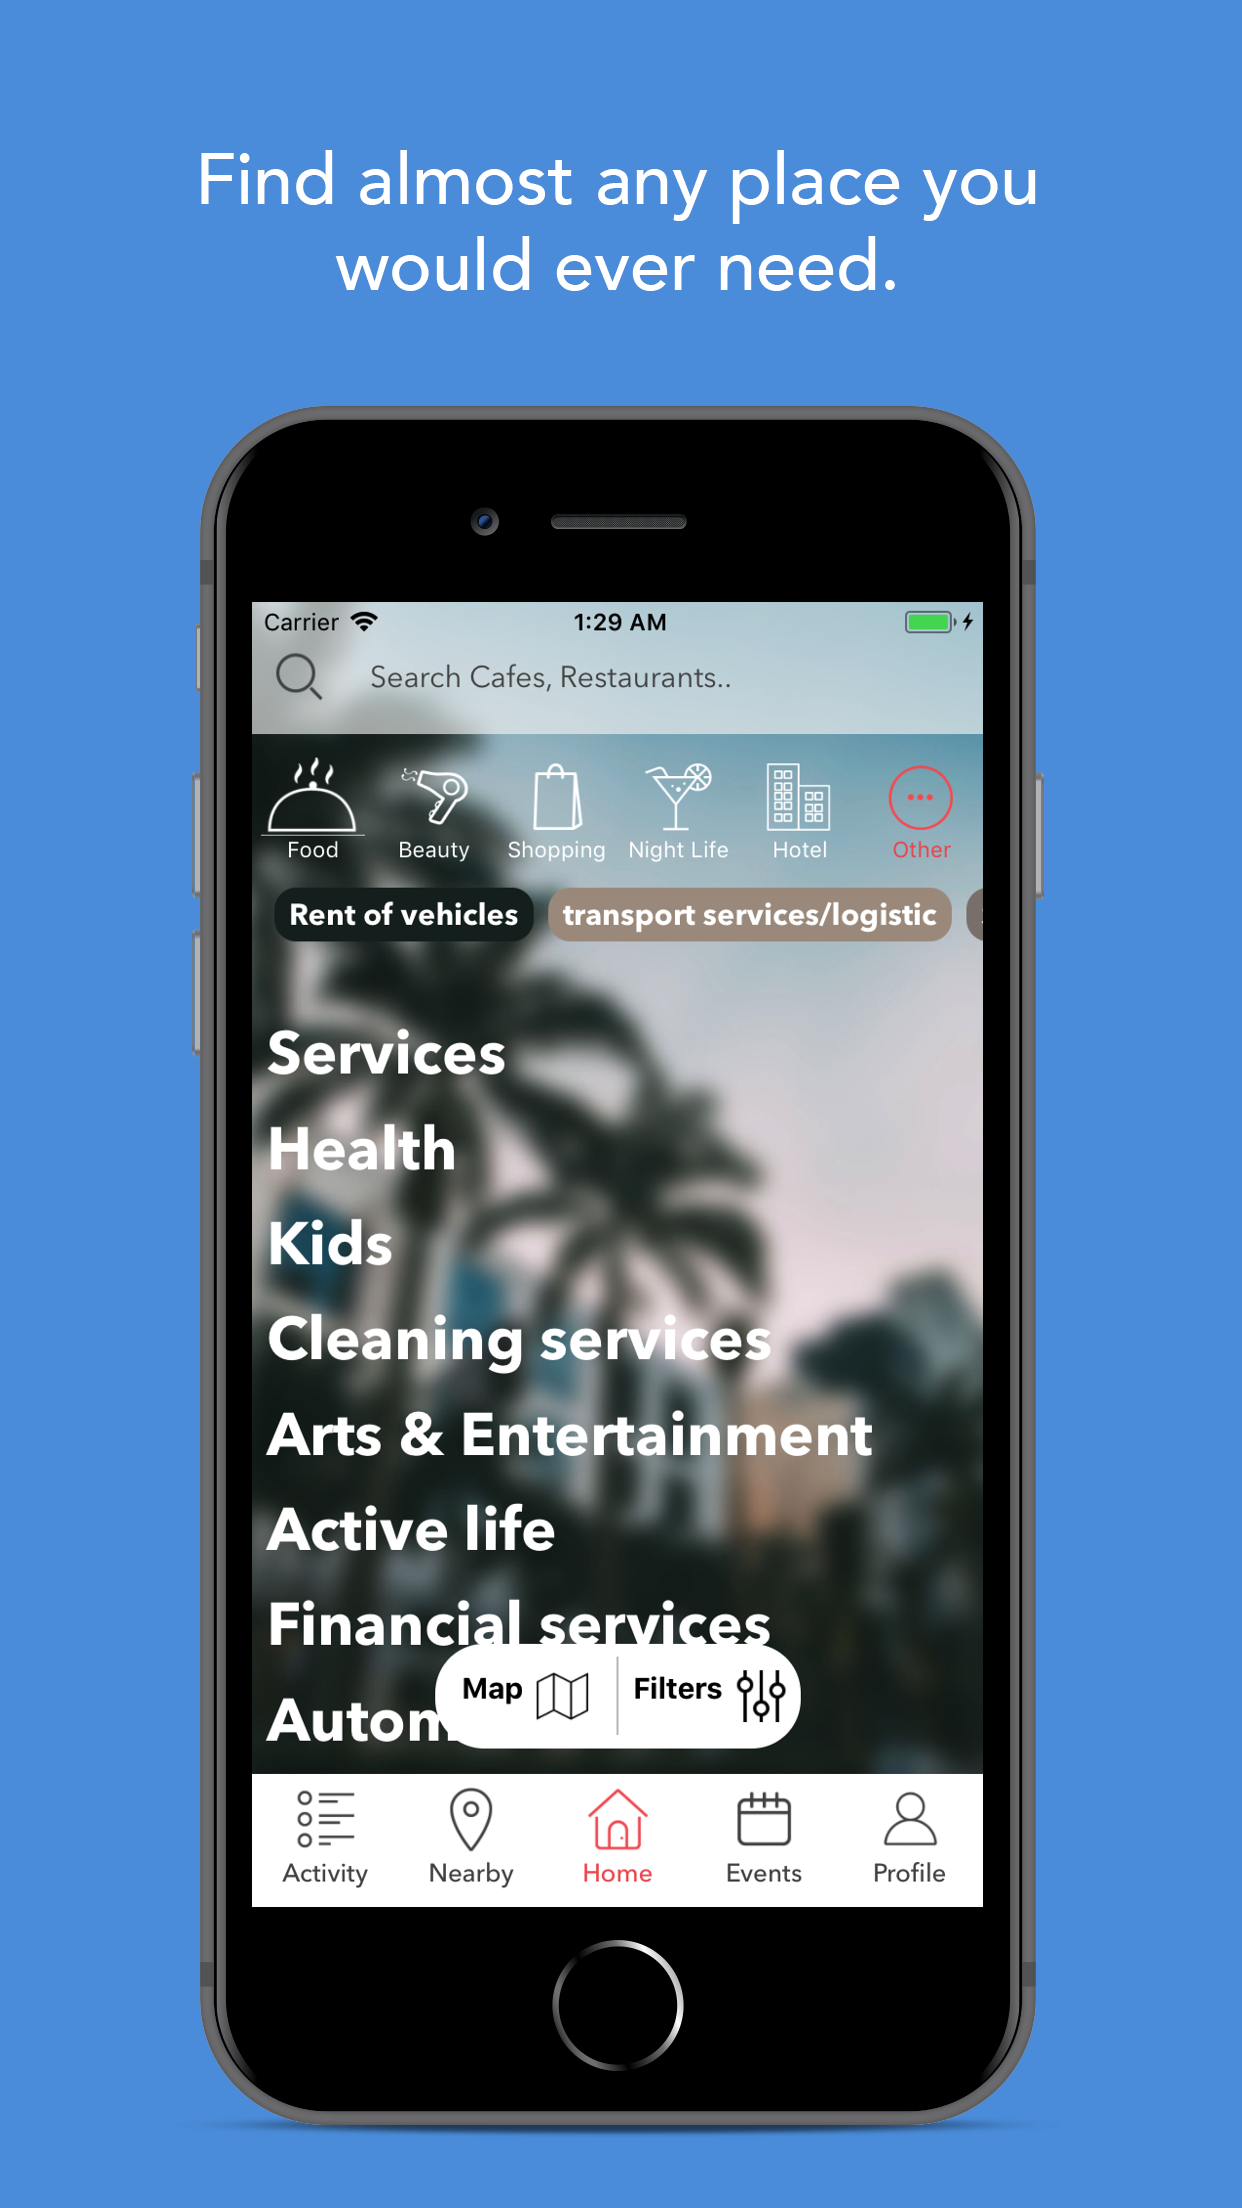 Find almost any place you
would ever need.
Carrier 1:29 AM
Search Cafes, Restaurants..
Food Beauty Shopping Night Life Hotel Other
Rent of vehicles transport services/logistic
Services
Health
Kids
Cleaning services
Arts & Entertainment
Active life
Financial services
Map Filters
Activity Nearby Home Events Profile